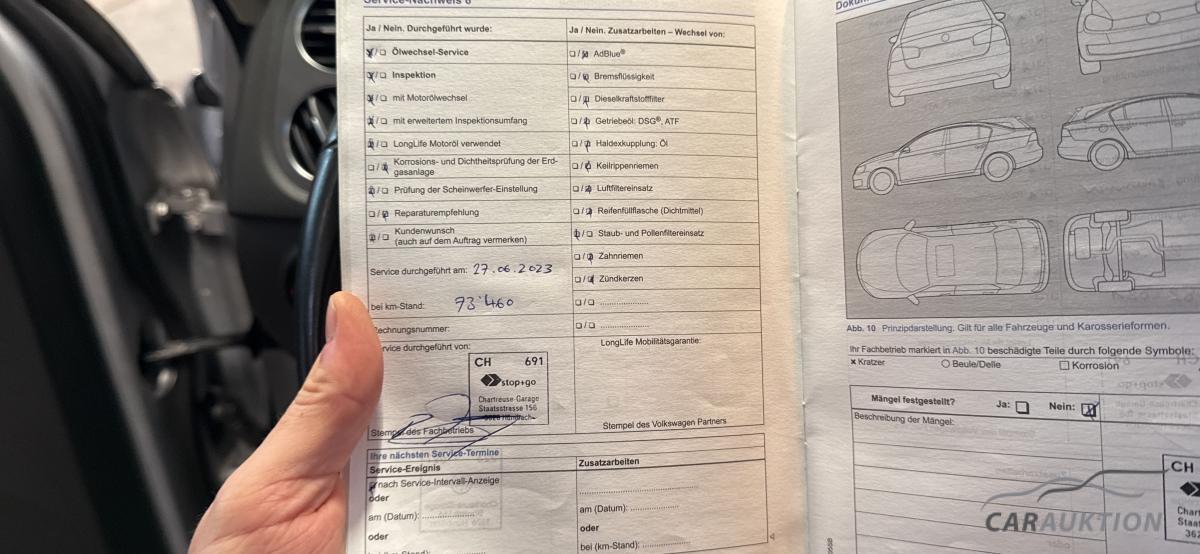 Service-Nachweis 6
Ja / Nein. Durchgeführt wurde:
Ölwechsel-Service
Inspektion
mit Motorölwechsel
mit erweitertem Inspektionsumfang
LongLife Motoröl verwendet
Korrosions- und Dichtheitsprüfung der Erd-
gasanlage
Prüfung der Scheinwerfer-Einstellung
Reparaturempfehlung
Kundenwunsch
(auch auf dem Auftrag vermerken)
Service durchgeführt am: 27.06.2023
bei km-Stand: 73'460
Rechnungsnummer:
Service durchgeführt von:
CH 691
stop+go
Chartreuse-Garage
Staatsstrasse 156
Stempel des Fachbetriebs
Ja / Nein. Zusatzarbeiten – Wechsel von:
AdBlue®
Bremsflüssigkeit
Dieselkraftstofffilter
Getriebeöl: DSG®, ATF
Haldexkupplung: Öl
Keilrippenriemen
Luftfiltereinsatz
Reifenfüllflasche (Dichtmittel)
Staub- und Pollenfiltereinsatz
Zahnriemen
Zündkerzen
LongLife Mobilitätsgarantie:
Stempel des Volkswagen Partners
Ihre nächsten Service-Termine
Service-Ereignis
nach Service-Intervall-Anzeige
oder
am (Datum):
oder
Zusatzarbeiten
am (Datum):
oder
bei (km-Stand):
Abb. 10 Prinzipdarstellung. Gilt für alle Fahrzeuge und Karosserieformen.
Ihr Fachbetrieb markiert in Abb. 10 beschädigte Teile durch folgende Symbole:
x Kratzer
Beule/Delle
Korrosion
Mängel festgestellt? Ja: Nein:
Beschreibung der Mängel:
CH
CARAUKTION